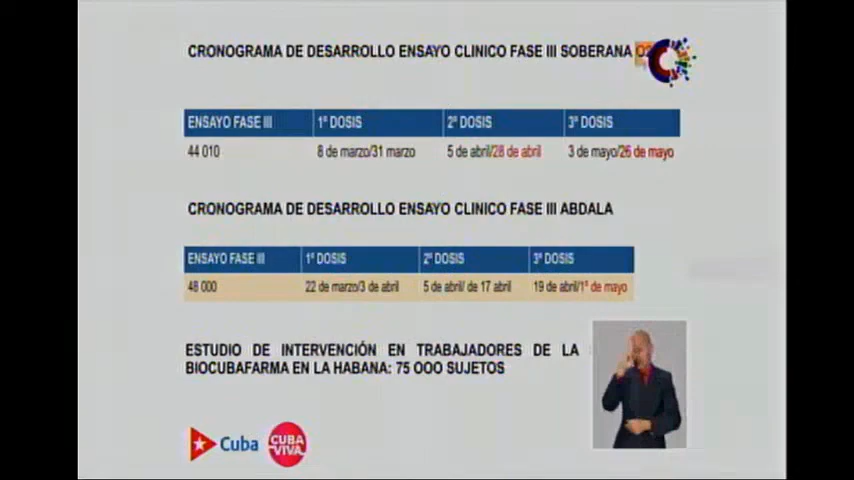 CRONOGRAMA DE DESARROLLO ENSAYO CLINICO FASE III SOBERANA 02
ENSAYO FASE III 1ª DOSIS 2ª DOSIS 3ª DOSIS
44 010 8 de marzo/31 marzo 5 de abril/28 de abril 3 de mayo/26 de mayo
CRONOGRAMA DE DESARROLLO ENSAYO CLINICO FASE III ABDALA
ENSAYO FASE III 1ª DOSIS 2ª DOSIS 3ª DOSIS
48 000 22 de marzo/3 de abril 5 de abril/ de 17 abril 19 de abril/1º de mayo
ESTUDIO DE INTERVENCIÓN EN TRABAJADORES DE LA
BIOCUBAFARMA EN LA HABANA: 75 OOO SUJETOS
Cuba
CUBA
VIVA